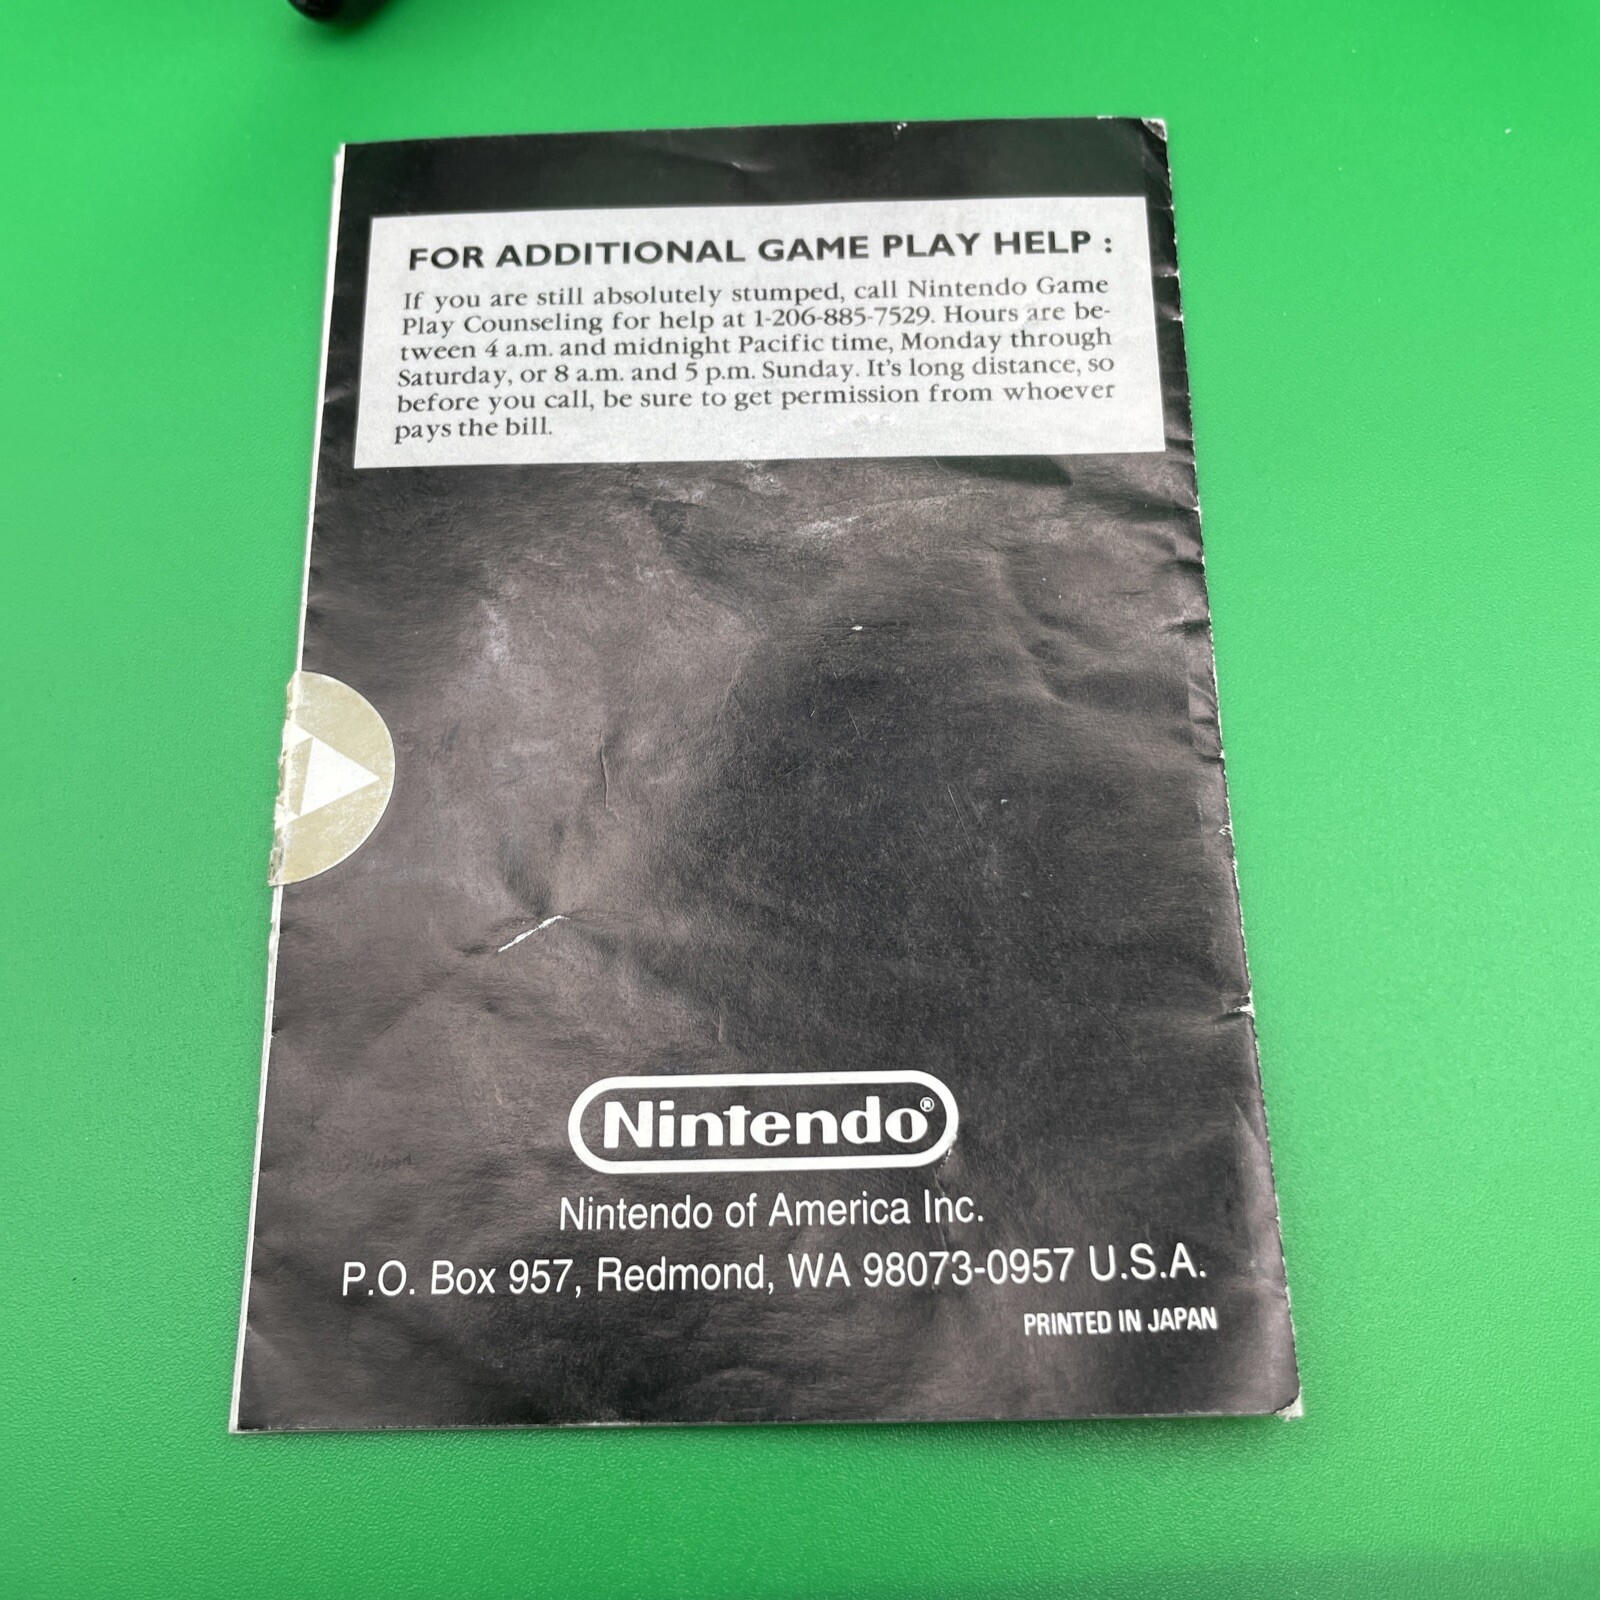 FOR ADDITIONAL GAME PLAY HELP :
If you are still absolutely stumped, call Nintendo Game
Play Counseling for help at 1-206-885-7529. Hours are be-
tween 4 a.m. and midnight Pacific time, Monday through
Saturday, or 8 a.m. and 5 p.m. Sunday. It's long distance, so
before you call, be sure to get permission from whoever
pays the bill.
Nintendo®
Nintendo of America Inc.
P.O. Box 957, Redmond, WA 98073-0957 U.S.A.
PRINTED IN JAPAN